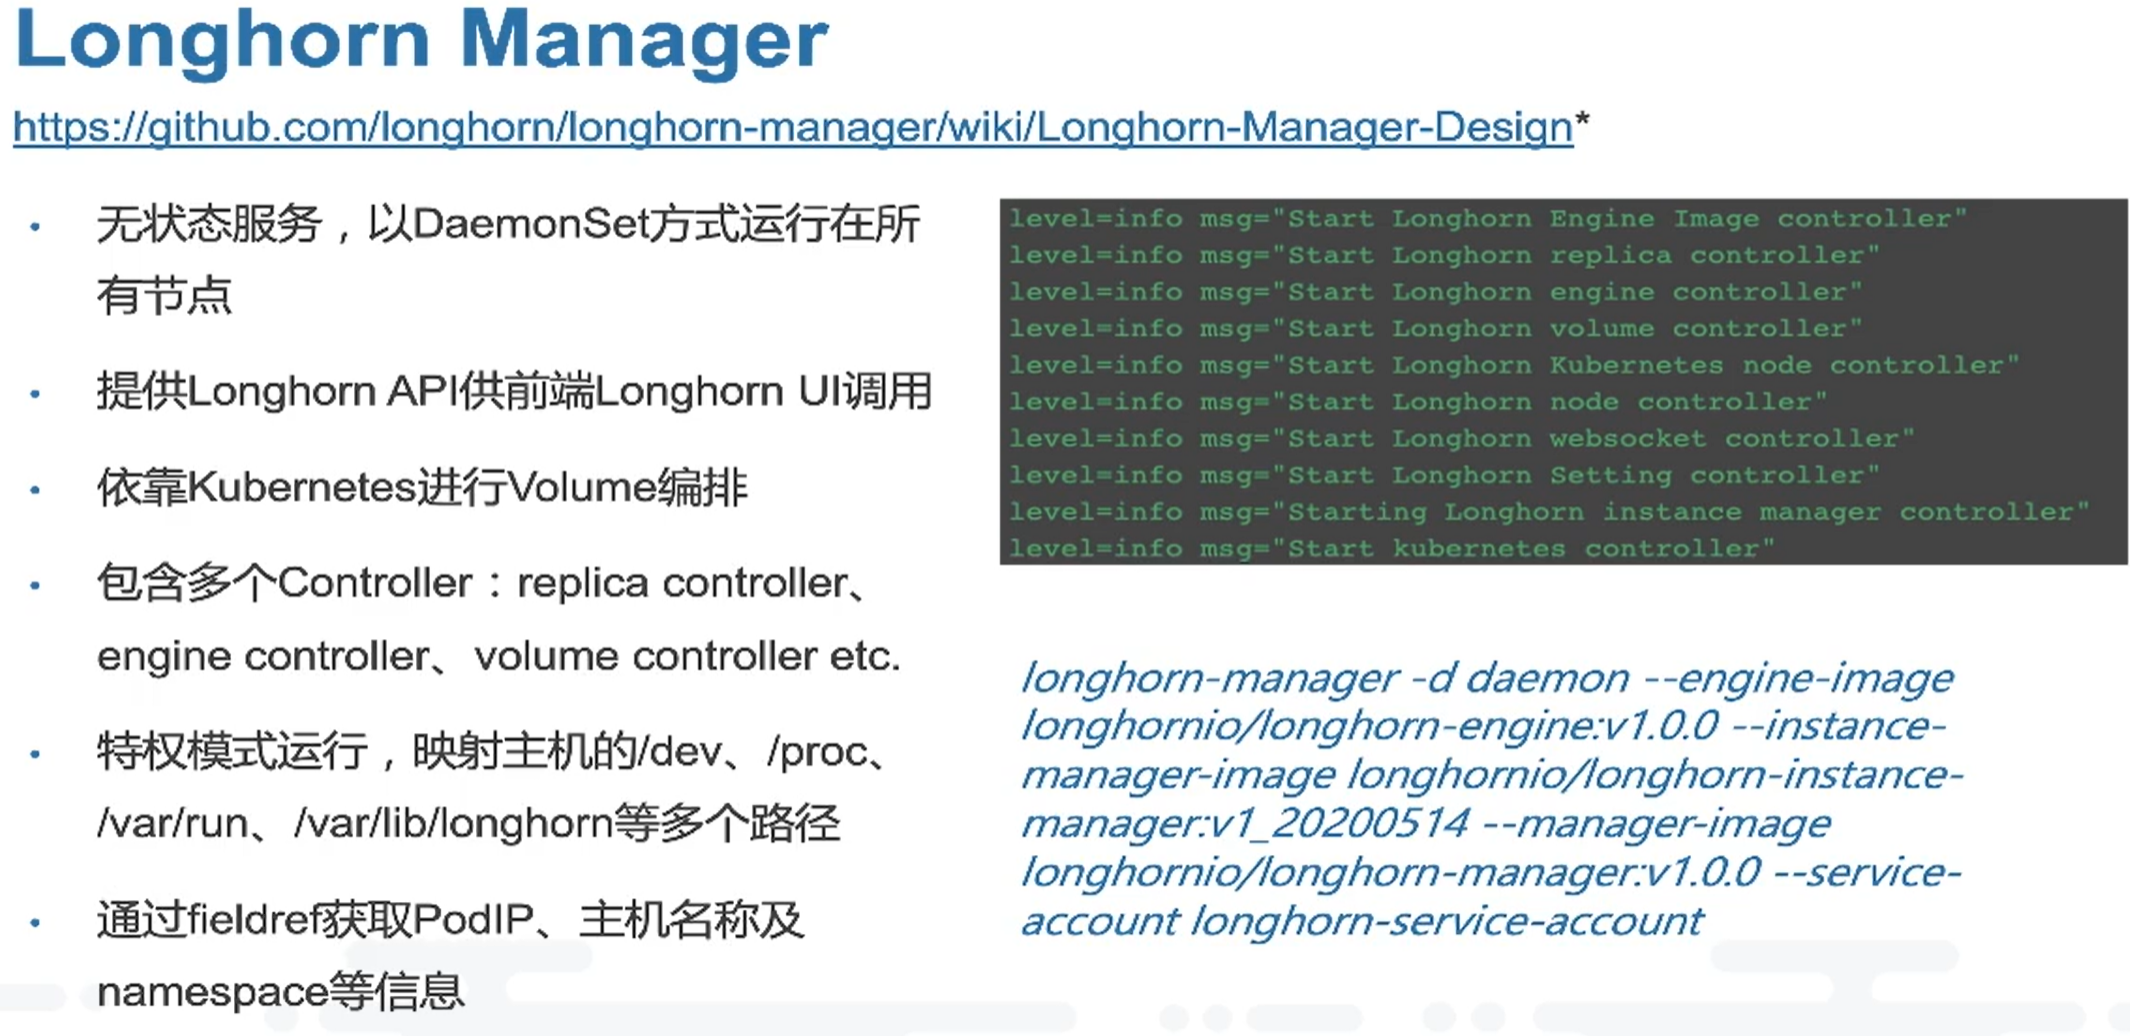 Longhorn Manager
https://github.com/longhorn/longhorn-manager/wiki/Longhorn-Manager-Design*
• 无状态服务，以DaemonSet方式运行在所
有节点
• 提供Longhorn API供前端Longhorn UI调用
• 依靠Kubernetes进行Volume编排
• 包含多个Controller：replica controller、
engine controller、volume controller etc.
• 特权模式运行，映射主机的/dev、/proc、
/var/run、/var/lib/longhorn等多个路径
• 通过fieldref获取PodIP、主机名称及
namespace等信息
level=info msg="Start Longhorn Engine Image controller"
level=info msg="Start Longhorn replica controller"
level=info msg="Start Longhorn engine controller"
level=info msg="Start Longhorn volume controller"
level=info msg="Start Longhorn Kubernetes node controller"
level=info msg="Start Longhorn node controller"
level=info msg="Start Longhorn websocket controller"
level=info msg="Start Longhorn Setting controller"
level=info msg="Starting Longhorn instance manager controller"
level=info msg="Start kubernetes controller"
longhorn-manager -d daemon --engine-image
longhornio/longhorn-engine:v1.0.0 --instance-
manager-image longhornio/longhorn-instance-
manager:v1_20200514 --manager-image
longhornio/longhorn-manager:v1.0.0 --service-
account longhorn-service-account